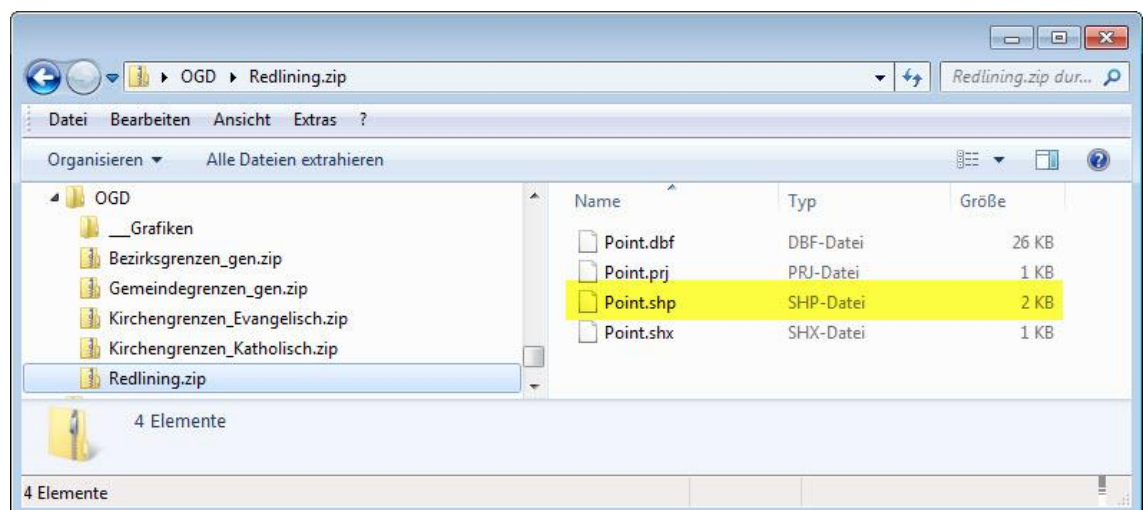 OGD ▸ Redlining.zip
Redlining.zip dur...
Datei Bearbeiten Ansicht Extras ?
Organisieren Alle Dateien extrahieren
OGD
__Grafiken
Bezirksgrenzen_gen.zip
Gemeindegrenzen_gen.zip
Kirchengrenzen_Evangelisch.zip
Kirchengrenzen_Katholisch.zip
Redlining.zip
Name Typ Größe
Point.dbf DBF-Datei 26 KB
Point.prj PRJ-Datei 1 KB
Point.shp SHP-Datei 2 KB
Point.shx SHX-Datei 1 KB
4 Elemente
4 Elemente